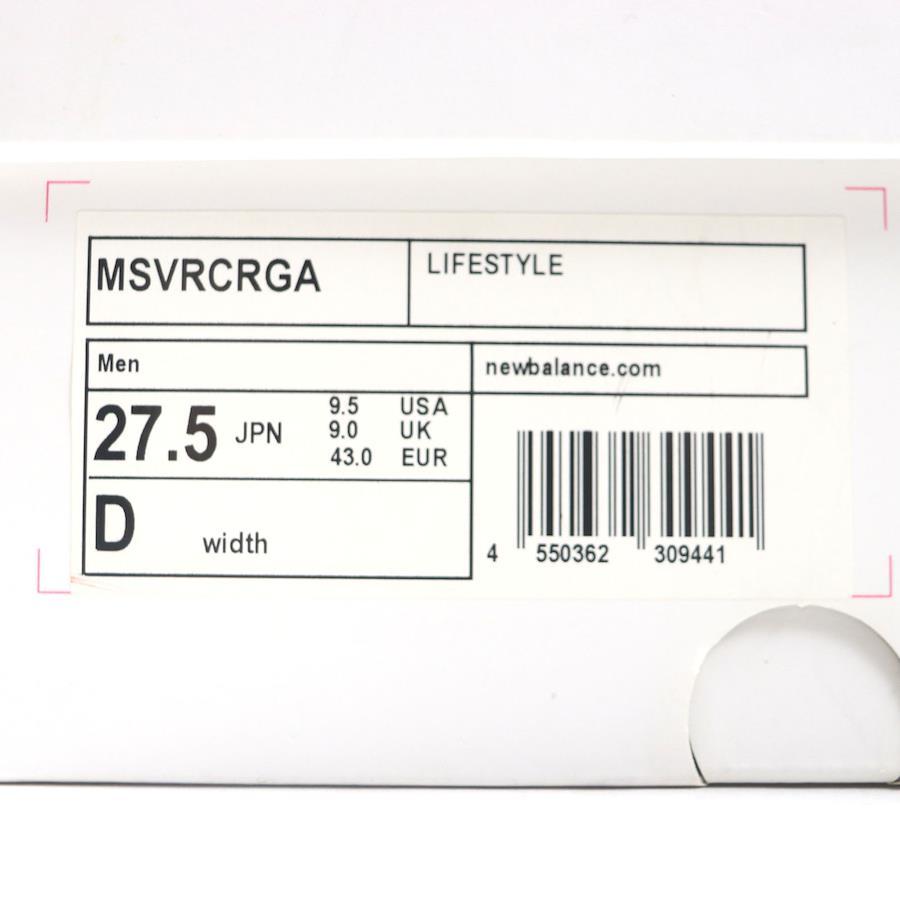 MSVRCRGA
LIFESTYLE
Men
newbalance.com
27.5 JPN
9.5 USA
9.0 UK
43.0 EUR
D width
4 550362 309441